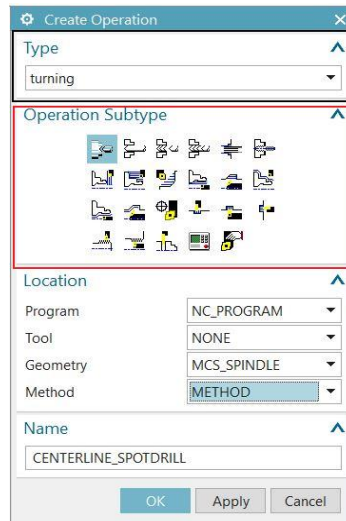 Create Operation
Type
turning
Operation Subtype
Location
Program NC_PROGRAM
Tool NONE
Geometry MCS_SPINDLE
Method METHOD
Name
CENTERLINE_SPOTDRILL
OK Apply Cancel